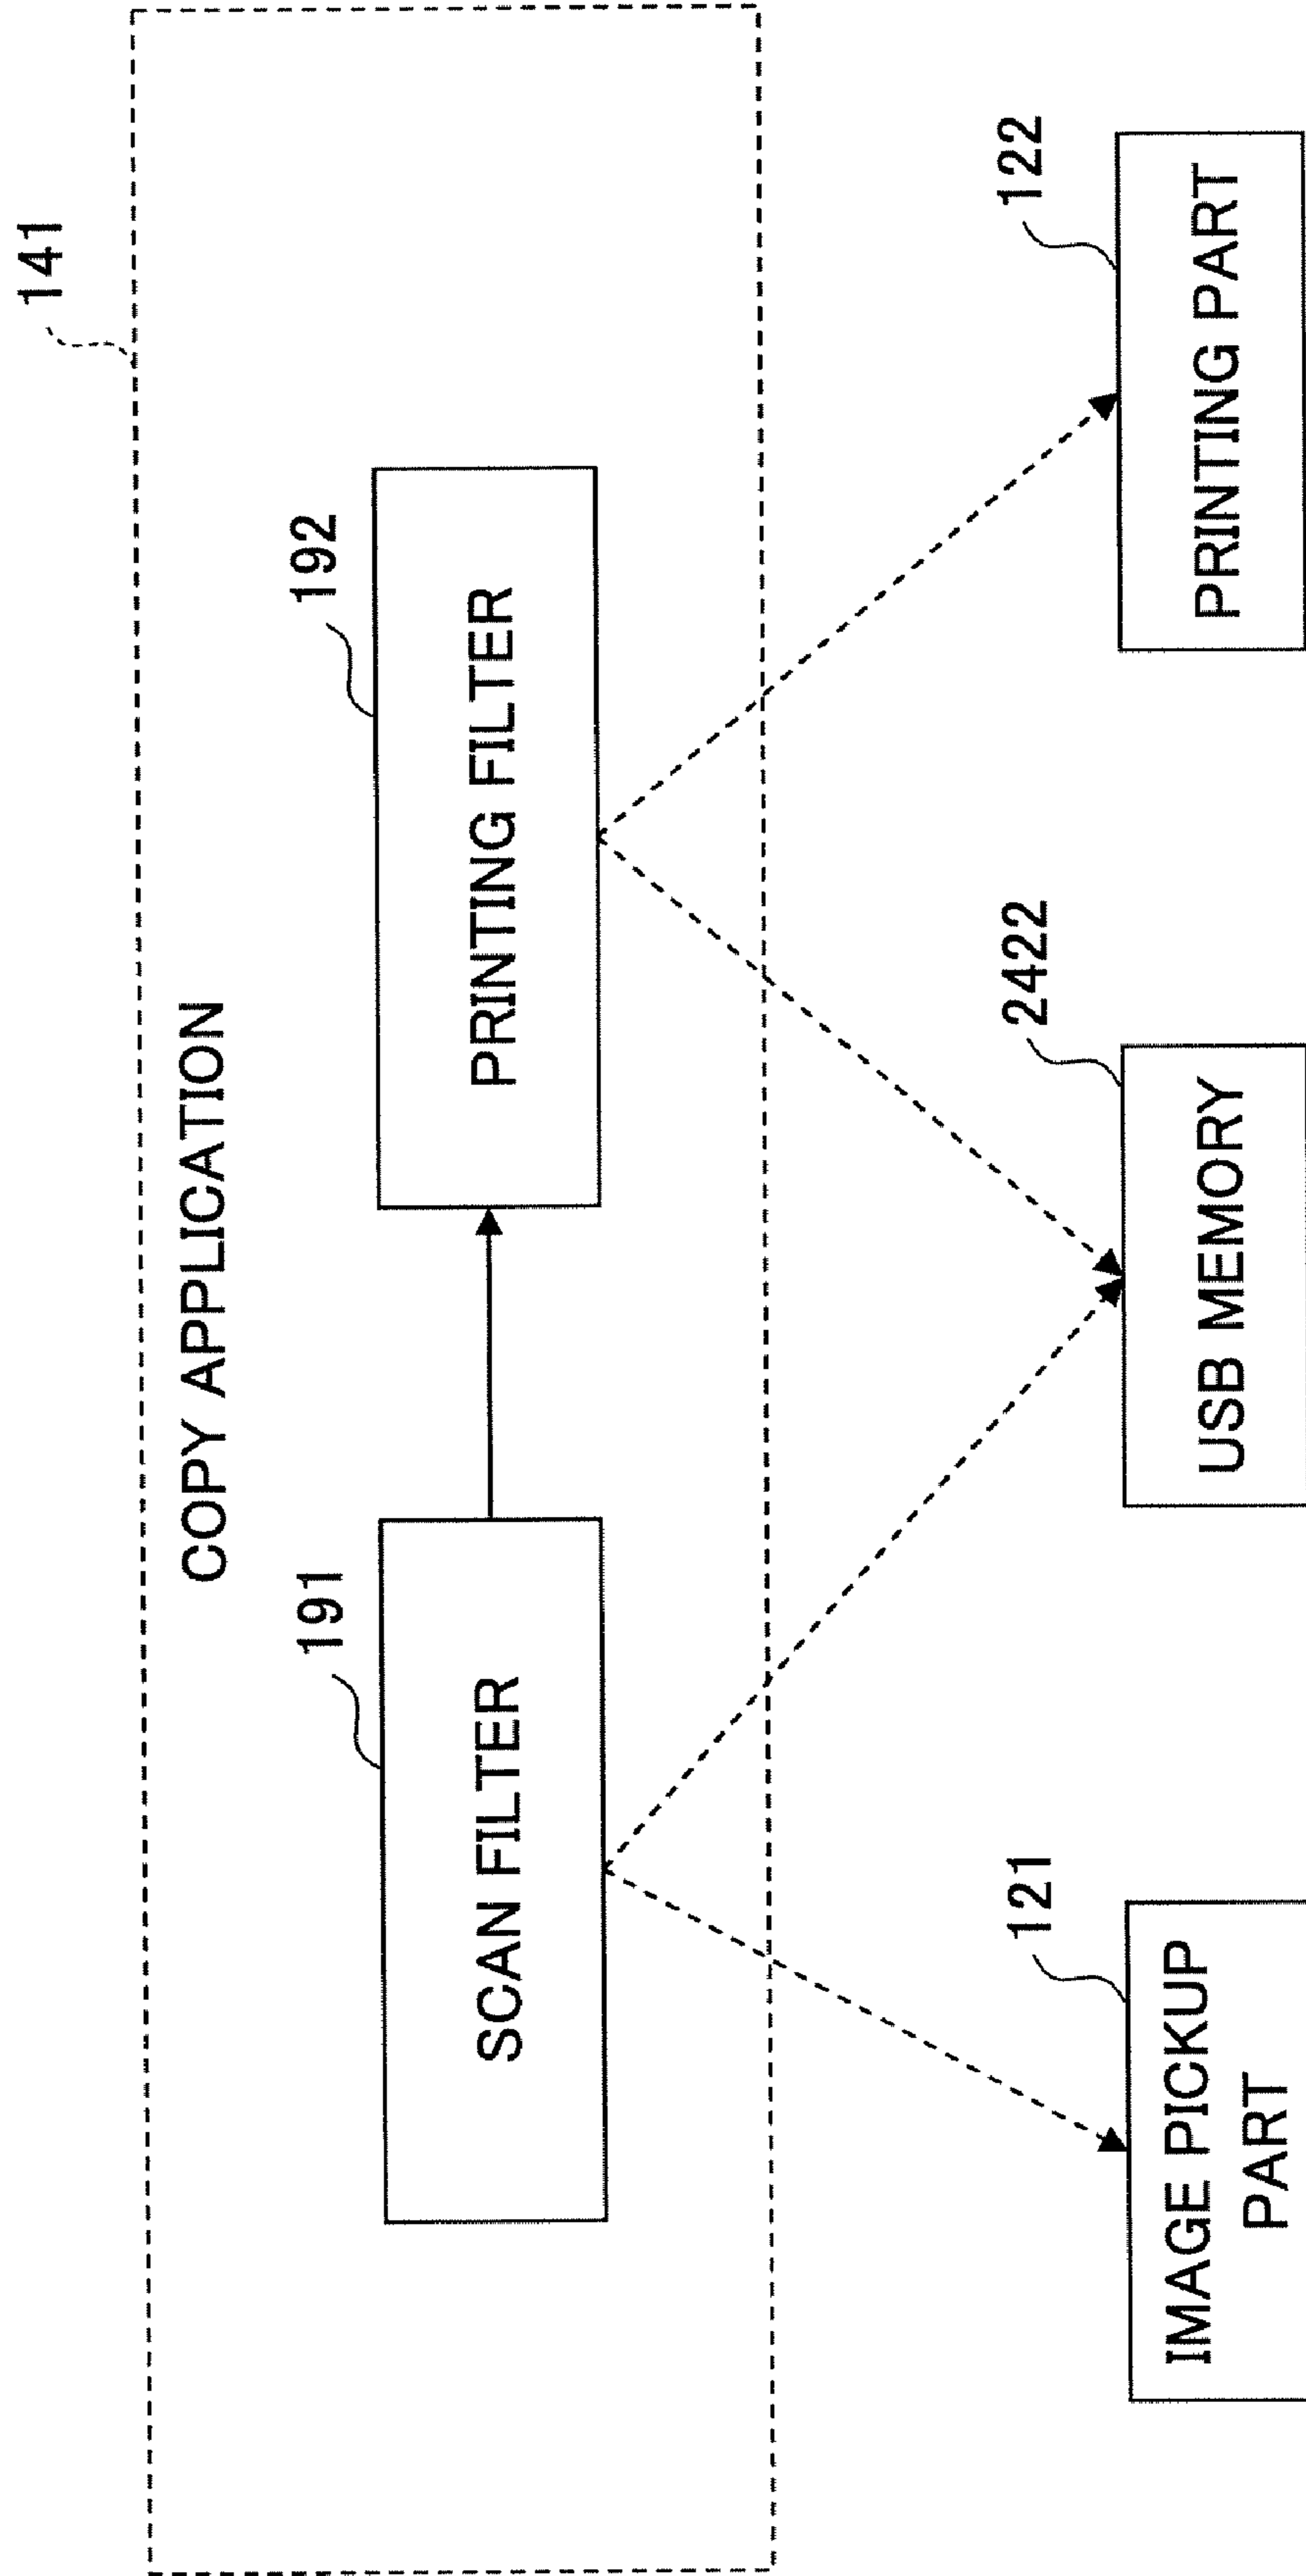 141
COPY APPLICATION
191
SCAN FILTER
192
PRINTING FILTER
121
IMAGE PICKUP
PART
2422
USB MEMORY
122
PRINTING PART